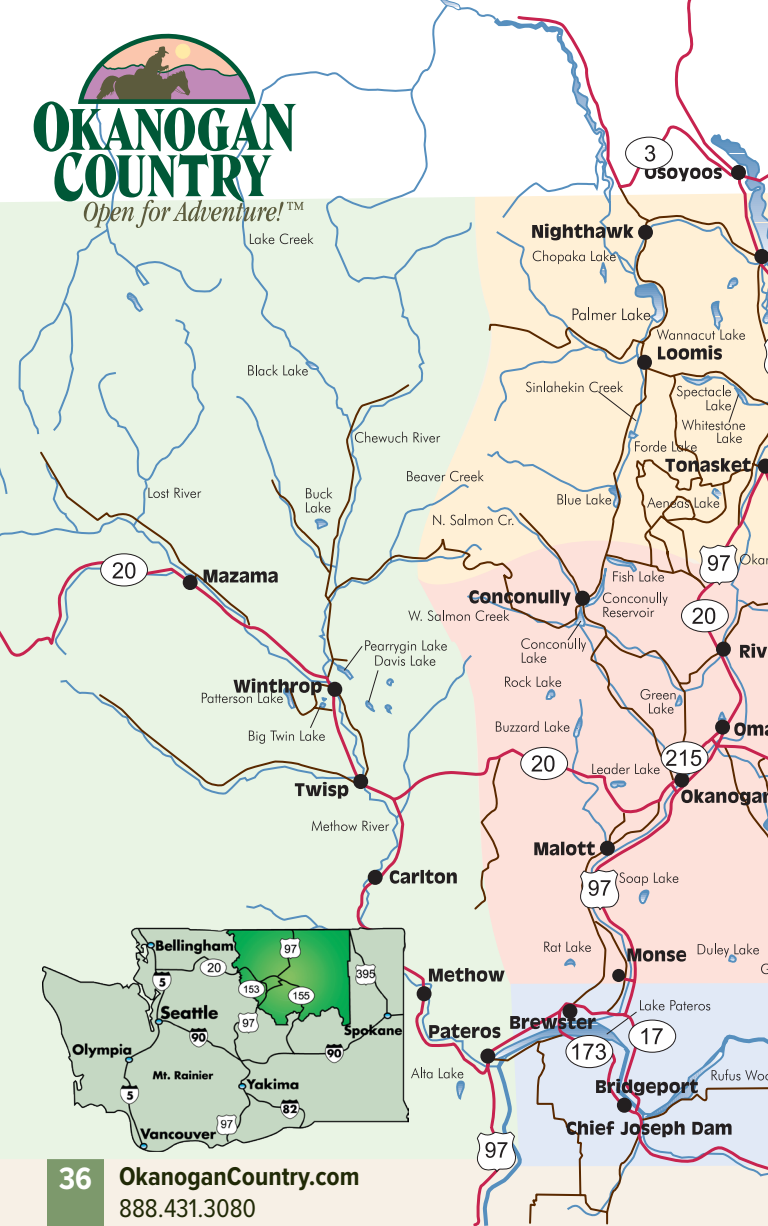 OKANOGAN
COUNTRY
Open for Adventure!™
3
Osoyoos
Nighthawk
Lake Creek
Chopaka Lake
Palmer Lake
Wannacut Lake
Loomis
Black Lake
Sinlahekin Creek
Spectacle
Lake
Whitestone
Lake
Chewuch River
Forde Lake
Tonasket
Beaver Creek
Lost River
Buck
Lake
Blue Lake
Aeneas Lake
N. Salmon Cr.
97
Okan
20
Mazama
Fish Lake
Conconully
Conconully
Reservoir
20
W. Salmon Creek
Conconully
Lake
Riv
Pearrygin Lake
Davis Lake
Winthrop
Patterson Lake
Rock Lake
Green
Lake
Big Twin Lake
Buzzard Lake
Oma
215
20
Leader Lake
Twisp
Okanogan
Methow River
Malott
Carlton
97
Soap Lake
Rat Lake
Monse
Duley Lake
G
Methow
Lake Pateros
Brewster
Pateros
17
173
Alta Lake
Rufus Woo
Bridgeport
Chief Joseph Dam
97
Bellingham
97
20
5
153
395
155
Seattle
97
Spokane
90
90
Olympia
Mt. Rainier
Yakima
5
82
97
Vancouver
36
OkanoganCountry.com
888.431.3080